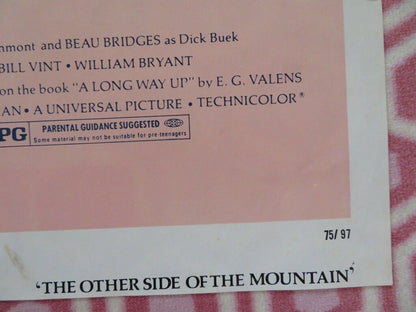 nmont and BEAU BRIDGES as Dick Buek
BILL VINT • WILLIAM BRYANT
on the book "A LONG WAY UP" by E. G. VALENS
AN • A UNIVERSAL PICTURE • TECHNICOLOR®
PG PARENTAL GUIDANCE SUGGESTED
Some material may not be suitable for pre-teenagers
75/97
'THE OTHER SIDE OF THE MOUNTAIN'